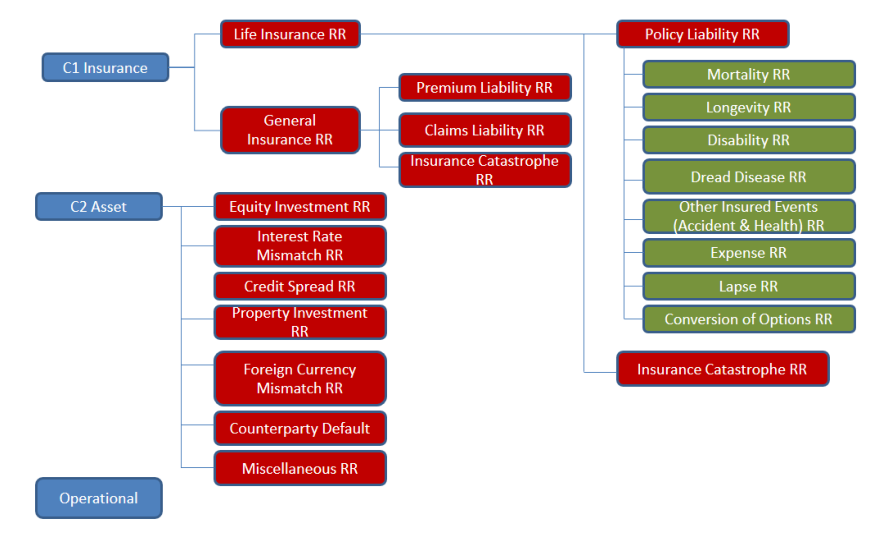 C1 Insurance
Life Insurance RR
General
Insurance RR
Premium Liability RR
Claims Liability RR
Insurance Catastrophe
RR
Policy Liability RR
Mortality RR
Longevity RR
Disability RR
Dread Disease RR
Other Insured Events
(Accident & Health) RR
Expense RR
Lapse RR
Conversion of Options RR
Insurance Catastrophe RR
C2 Asset
Equity Investment RR
Interest Rate
Mismatch RR
Credit Spread RR
Property Investment
RR
Foreign Currency
Mismatch RR
Counterparty Default
Miscellaneous RR
Operational